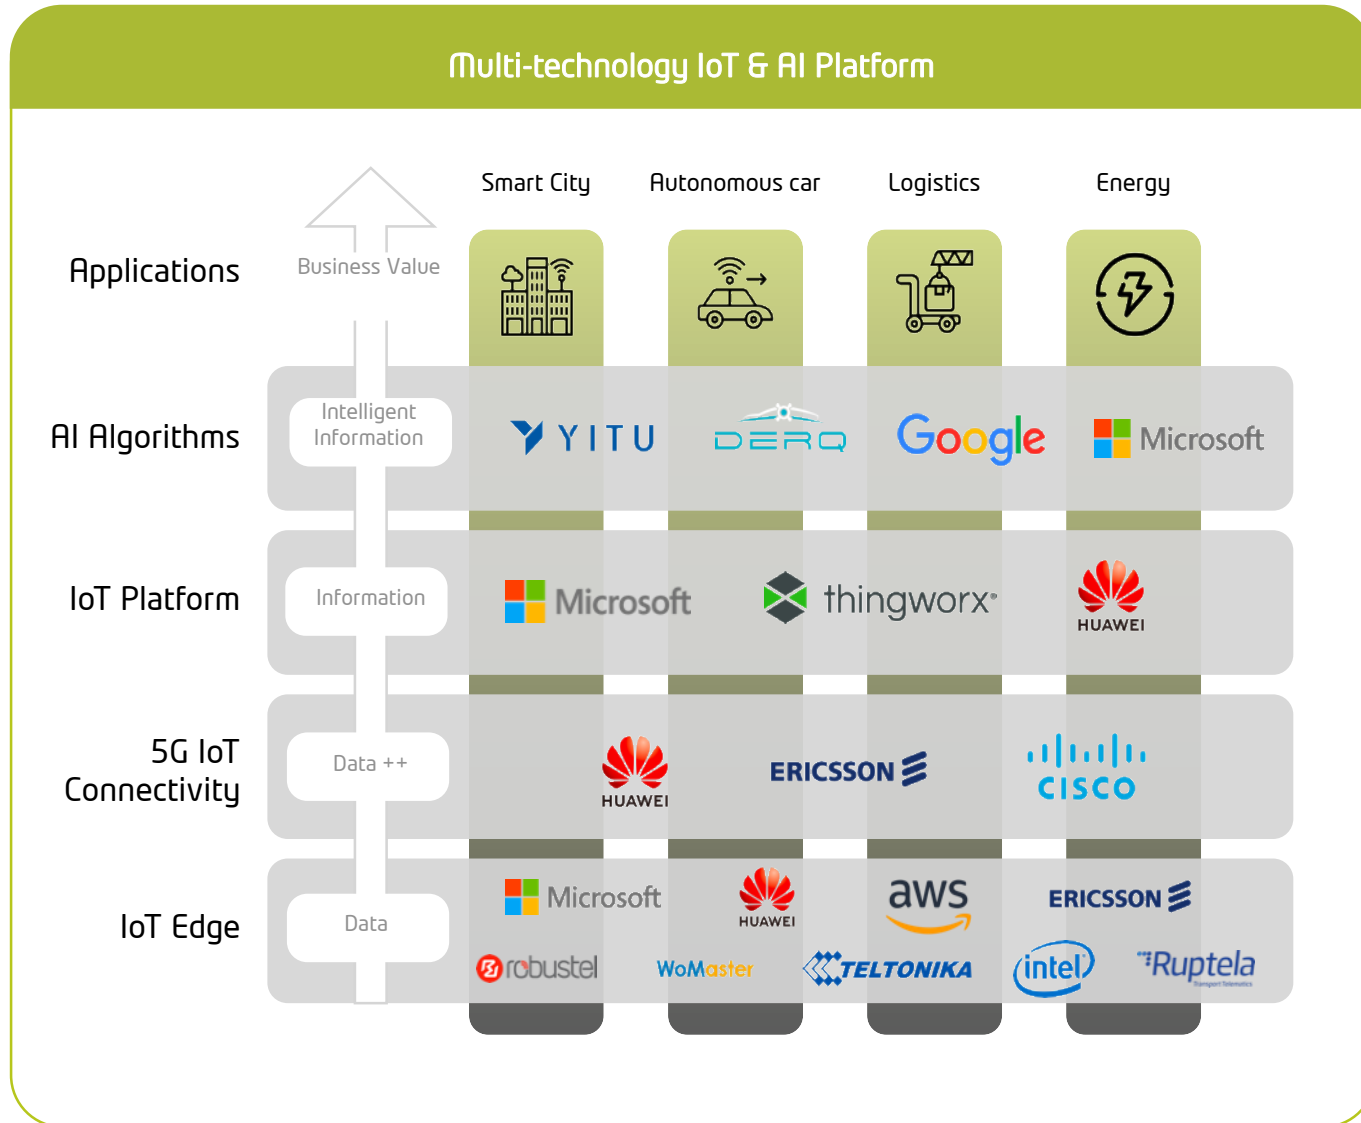 Multi-technology IoT & AI Platform
Smart City
Autonomous car
Logistics
Energy
Applications
Business Value
AI Algorithms
Intelligent
Information
YITU
DERQ
Google
Microsoft
IoT Platform
Information
Microsoft
thingworx®
HUAWEI
5G IoT
Connectivity
Data ++
HUAWEI
ERICSSON
CISCO
IoT Edge
Data
Microsoft
HUAWEI
aws
ERICSSON
robustel
WoMaster
TELTONIKA
intel
Ruptela
Transport Telematics